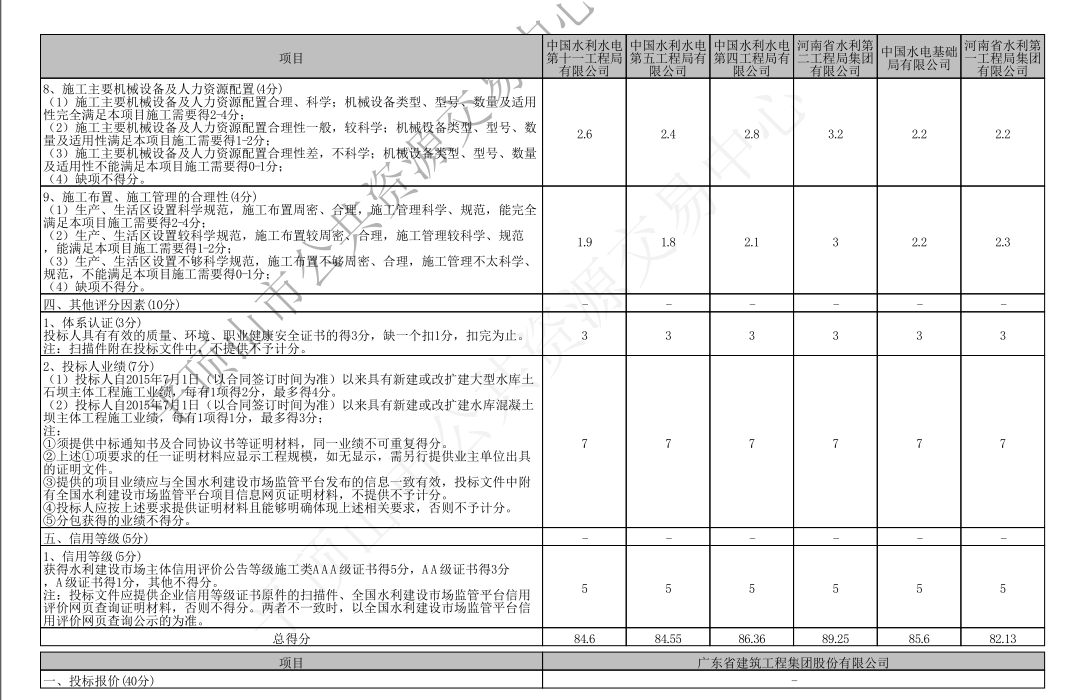 项目
中国水利水电
第十一工程局
有限公司
中国水利水电
第五工程局有
限公司
中国水利水电
第四工程局有
限公司
河南省水利第
二工程局集团
有限公司
中国水电基础
局有限公司
河南省水利第
一工程局集团
有限公司
8、施工主要机械设备及人力资源配置(4分)
（1）施工主要机械设备及人力资源配置合理、科学；机械设备类型、型号、数量及适用
性完全满足本项目施工需要得2-4分；
（2）施工主要机械设备及人力资源配置合理性一般，较科学；机械设备类型、型号、数
量及适用性满足本项目施工需要得1-2分；
（3）施工主要机械设备及人力资源配置合理性差，不科学；机械设备类型、型号、数量
及适用性不能满足本项目施工需要得0-1分；
（4）缺项不得分。
2.6 2.4 2.8 3.2 2.2 2.2
9、施工布置、施工管理的合理性(4分)
（1）生产、生活区设置科学规范，施工布置周密、合理，施工管理科学、规范，能完全
满足本项目施工需要得2-4分；
（2）生产、生活区设置较科学规范，施工布置较周密、合理，施工管理较科学、规范
，能满足本项目施工需要得1-2分；
（3）生产、生活区设置不够科学规范，施工布置不够周密、合理，施工管理不太科学、
规范，不能满足本项目施工需要得0-1分；
（4）缺项不得分。
1.9 1.8 2.1 3 2.2 2.3
四、其他评分因素(10分) – – – – – –
1、体系认证(3分)
投标人具有有效的质量、环境、职业健康安全证书的得3分，缺一个扣1分，扣完为止。
注：扫描件附在投标文件中，不提供不予计分。
3 3 3 3 3 3
2、投标人业绩(7分)
（1）投标人自2015年7月1日（以合同签订时间为准）以来具有新建或改扩建大型水库土
石坝主体工程施工业绩，每有1项得2分，最多得4分。
（2）投标人自2015年7月1日（以合同签订时间为准）以来具有新建或改扩建水库混凝土
坝主体工程施工业绩，每有1项得1分，最多得3分；
注：
①须提供中标通知书及合同协议书等证明材料，同一业绩不可重复得分。
②上述①项要求的任一证明材料应显示工程规模，如无显示，需另行提供业主单位出具
的证明文件。
③提供的项目业绩应与全国水利建设市场监管平台发布的信息一致有效，投标文件中附
有全国水利建设市场监管平台项目信息网页证明材料，不提供不予计分。
④投标人应按上述要求提供证明材料且能够明确体现上述相关要求，否则不予计分。
⑤分包获得的业绩不得分。
7 7 7 7 7 7
五、信用等级(5分) – – – – – –
1、信用等级(5分)
获得水利建设市场主体信用评价公告等级施工类AAA级证书得5分，AA级证书得3分
，A级证书得1分，其他不得分。
注：投标文件应提供企业信用等级证书原件的扫描件、全国水利建设市场监管平台信用
评价网页查询证明材料，否则不得分。两者不一致时，以全国水利建设市场监管平台信
用评价网页查询公示的为准。
5 5 5 5 5 5
总得分 84.6 84.55 86.36 89.25 85.6 82.13
项目 广东省建筑工程集团股份有限公司
一、投标报价(40分) –
平顶山市公共资源交易中心
平顶山市公共资源交易中心